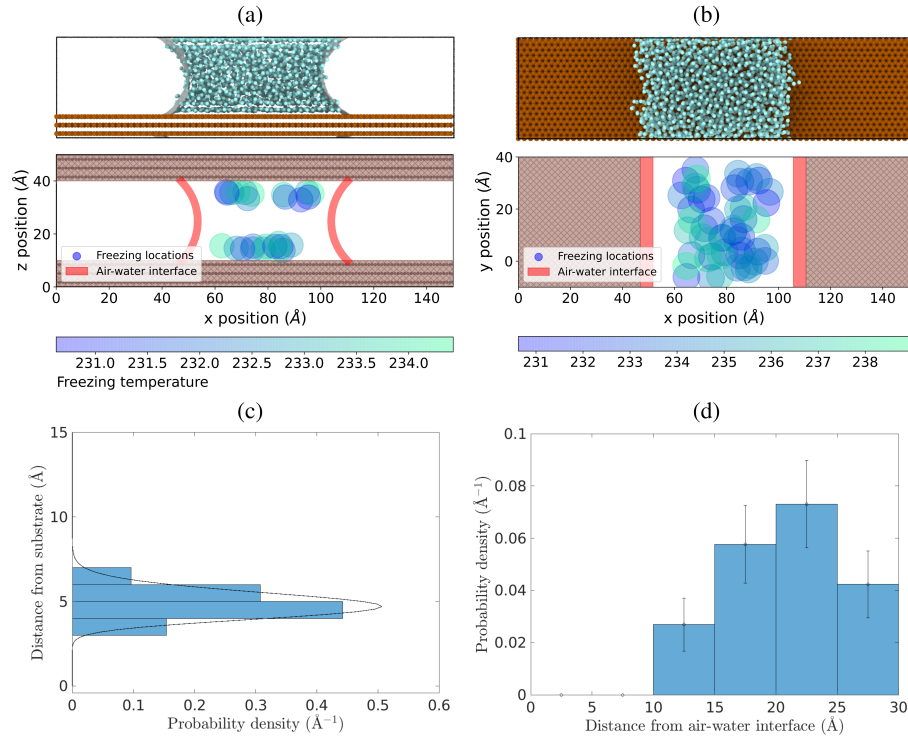 (a)
(b)
40
20
0
z position (Å)
Freezing locations
Air-water interface
0 20 40 60 80 100 120 140
x position (Å)
231.0 231.5 232.0 232.5 233.0 233.5 234.0
Freezing temperature
40
20
0
y position (Å)
Freezing locations
Air-water interface
0 20 40 60 80 100 120 140
x position (Å)
231 232 233 234 235 236 237 238
(c)
(d)
15
10
5
0
Distance from substrate (Å)
0 0.1 0.2 0.3 0.4 0.5 0.6
Probability density (Å⁻¹)
0.1
0.08
0.06
0.04
0.02
0
Probability density (Å⁻¹)
0 5 10 15 20 25 30
Distance from air-water interface (Å)